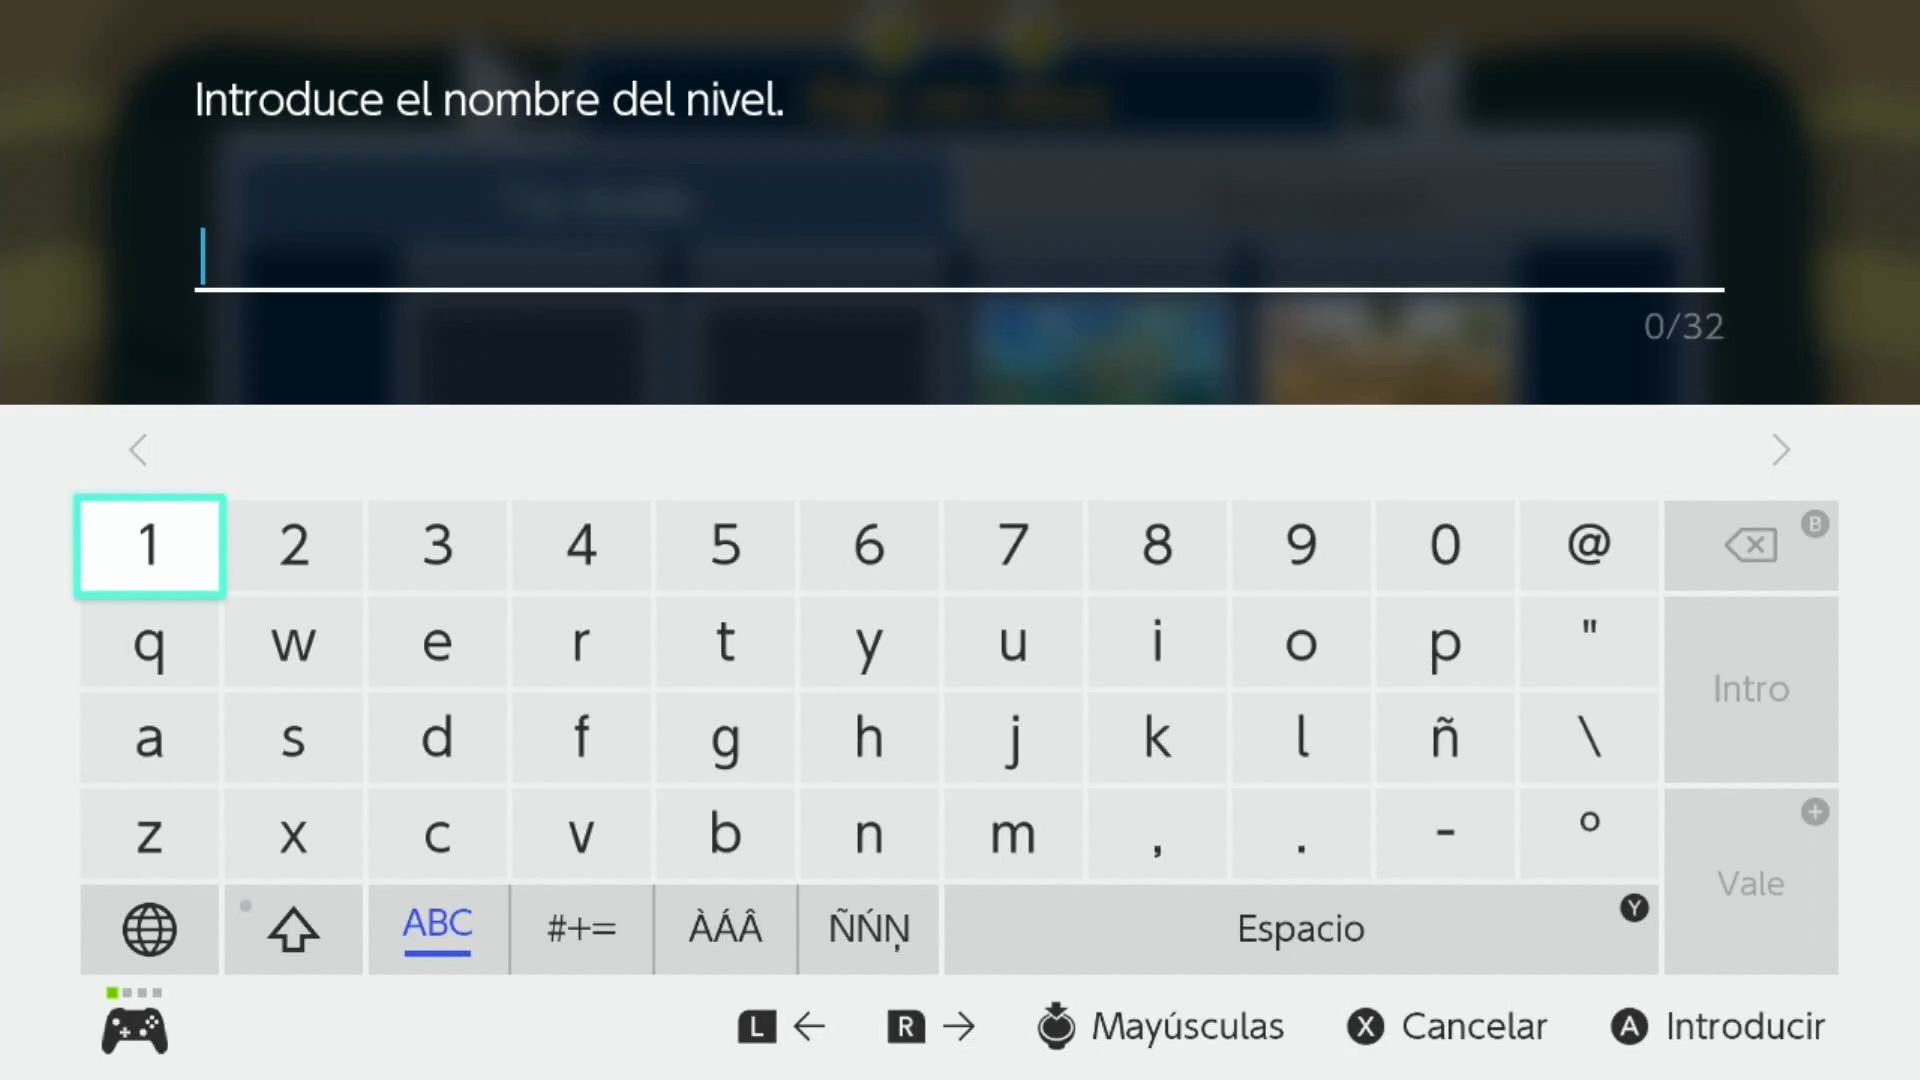 Introduce el nombre del nivel.
0/32
1 2 3 4 5 6 7 8 9 0 @ B
q w e r t y u i o p "
Intro
a s d f g h j k l ñ \
z x c v b n m , . - º
Vale
ABC #+= ÀÁÂ ÑŃŅ Espacio Y
L ← R → Mayúsculas X Cancelar A Introducir